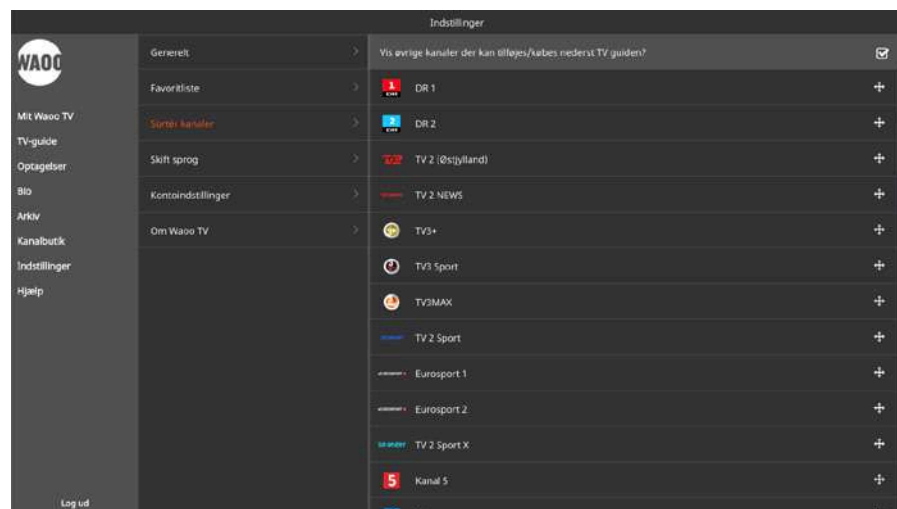 Indstillinger
WAOO
Mit Waoo TV
TV-guide
Optagelser
Bio
Arkiv
Kanalbutik
Indstillinger
Hjælp
Log ud
Generelt
Favoritliste
Sortér kanaler
Skift sprog
Kontoindstillinger
Om Waoo TV
Vis øvrige kanaler der kan tilføjes/købes nederst TV guiden?
1 DR 1
2 DR 2
TV 2 (Østjylland)
TV 2 NEWS
TV3+
TV3 Sport
TV3MAX
TV 2 Sport
Eurosport 1
Eurosport 2
TV 2 Sport X
5 Kanal 5